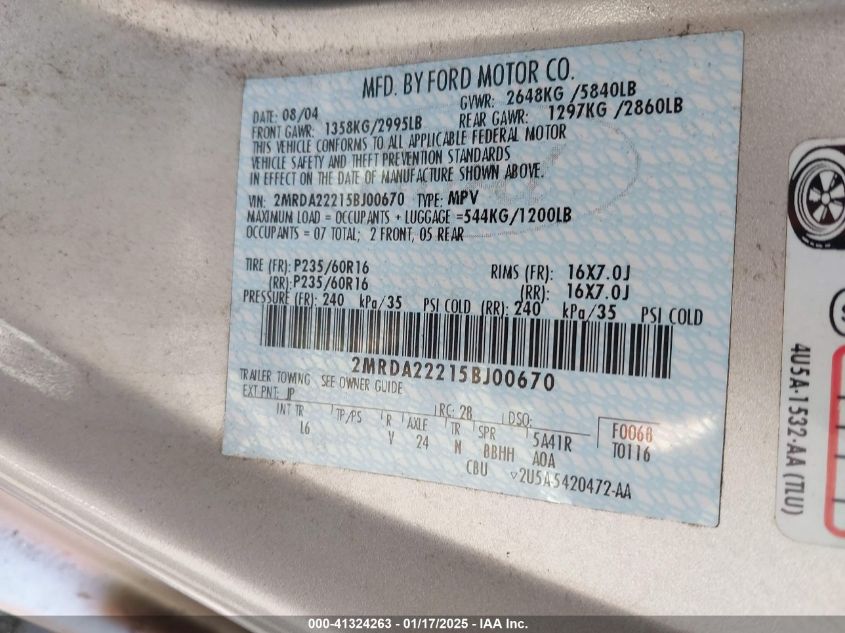 MFD. BY FORD MOTOR CO.
DATE: 08/04 GVWR: 2648KG /5840LB
FRONT GAWR: 1358KG/2995LB REAR GAWR: 1297KG /2860LB
THIS VEHICLE CONFORMS TO ALL APPLICABLE FEDERAL MOTOR
VEHICLE SAFETY AND THEFT PREVENTION STANDARDS
IN EFFECT ON THE DATE OF MANUFACTURE SHOWN ABOVE.
VIN: 2MRDA22215BJ00670 TYPE: MPV
MAXIMUM LOAD = OCCUPANTS + LUGGAGE =544KG/1200LB
OCCUPANTS = 07 TOTAL; 2 FRONT, 05 REAR
TIRE (FR): P235/60R16 RIMS (FR): 16X7.0J
(RR): P235/60R16 (RR): 16X7.0J
PRESSURE (FR): 240 kPa/35 PSI COLD (RR): 240 kPa/35 PSI COLD
2MRDA22215BJ00670
TRAILER TOWING SEE OWNER GUIDE
EXT PNT: JP RC: 28 DSO: F0068
INT TR TP/PS R AXLE TR SPR 5A41R T0116
L6 V 24 N BBHH AOA
CBU ▽2U5A-5420472-AA
4U5A-1532-AA (TLU)
000-41324263 - 01/17/2025 - IAA Inc.